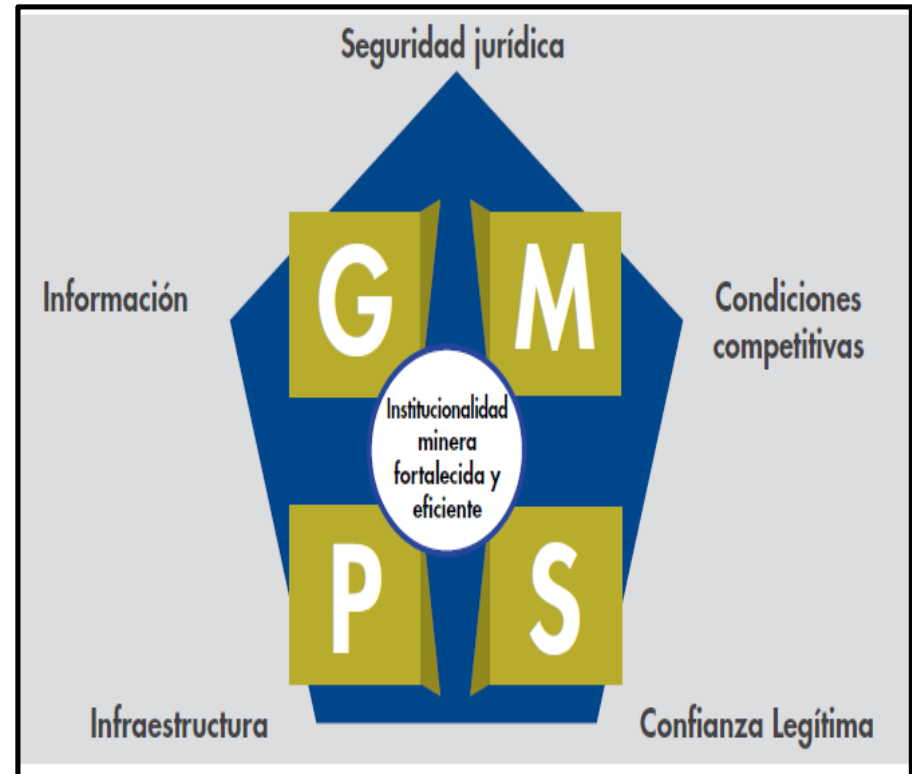 Seguridad jurídica
G
M
Información
Condiciones
competitivas
Institucionalidad
minera
fortalecida y
eficiente
P
S
Infraestructura
Confianza Legítima